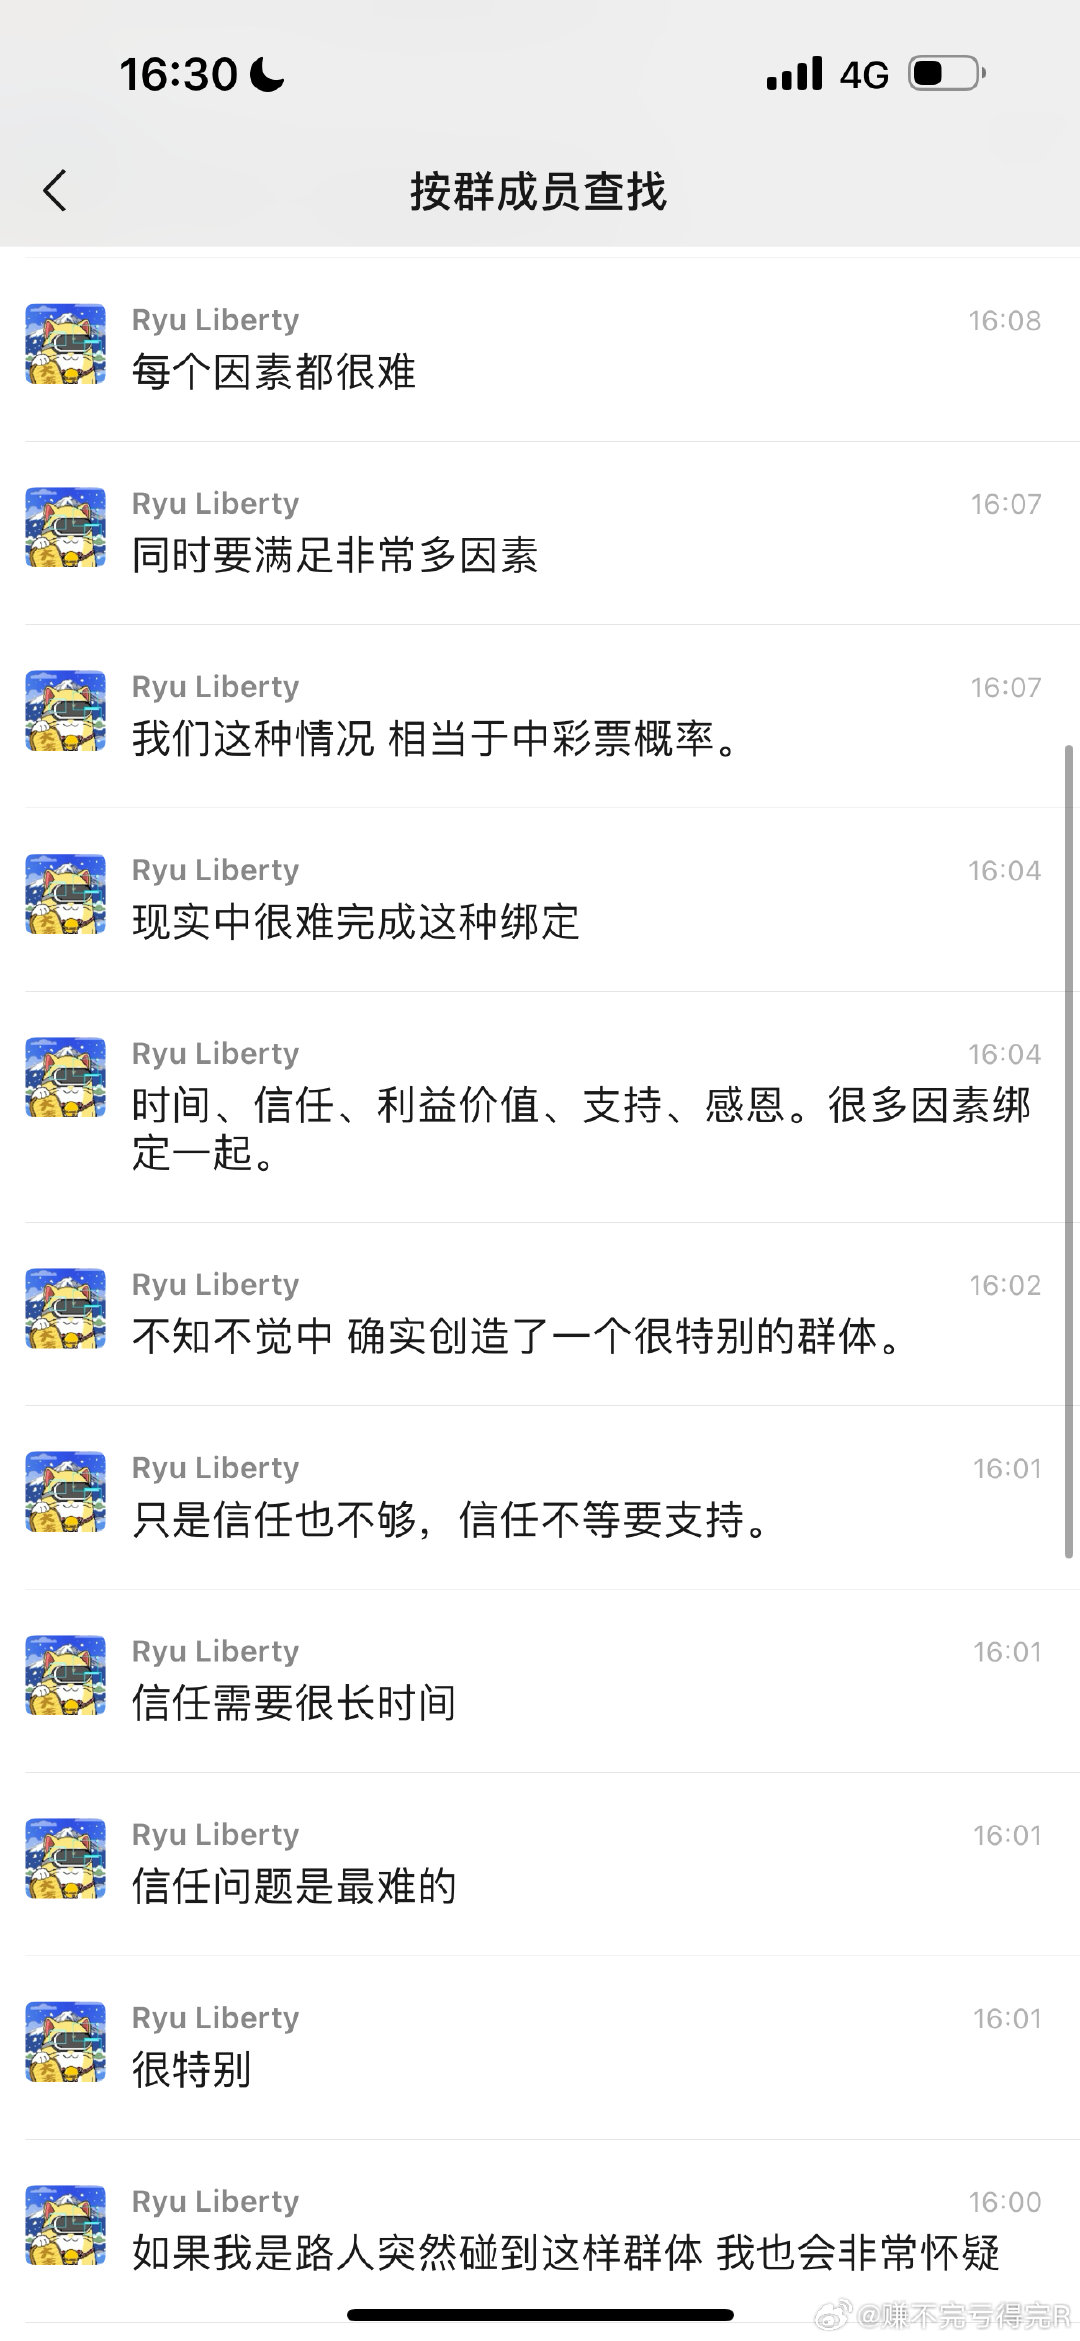 16:30
4G
按群成员查找
Ryu Liberty
16:08
每个因素都很难
Ryu Liberty
16:07
同时要满足非常多因素
Ryu Liberty
16:07
我们这种情况 相当于中彩票概率。
Ryu Liberty
16:04
现实中很难完成这种绑定
Ryu Liberty
16:04
时间、信任、利益价值、支持、感恩。很多因素绑
定一起。
Ryu Liberty
16:02
不知不觉中 确实创造了一个很特别的群体。
Ryu Liberty
16:01
只是信任也不够，信任不等要支持。
Ryu Liberty
16:01
信任需要很长时间
Ryu Liberty
16:01
信任问题是最难的
Ryu Liberty
16:01
很特别
Ryu Liberty
16:00
如果我是路人突然碰到这样群体 我也会非常怀疑
@赚不完亏得完R